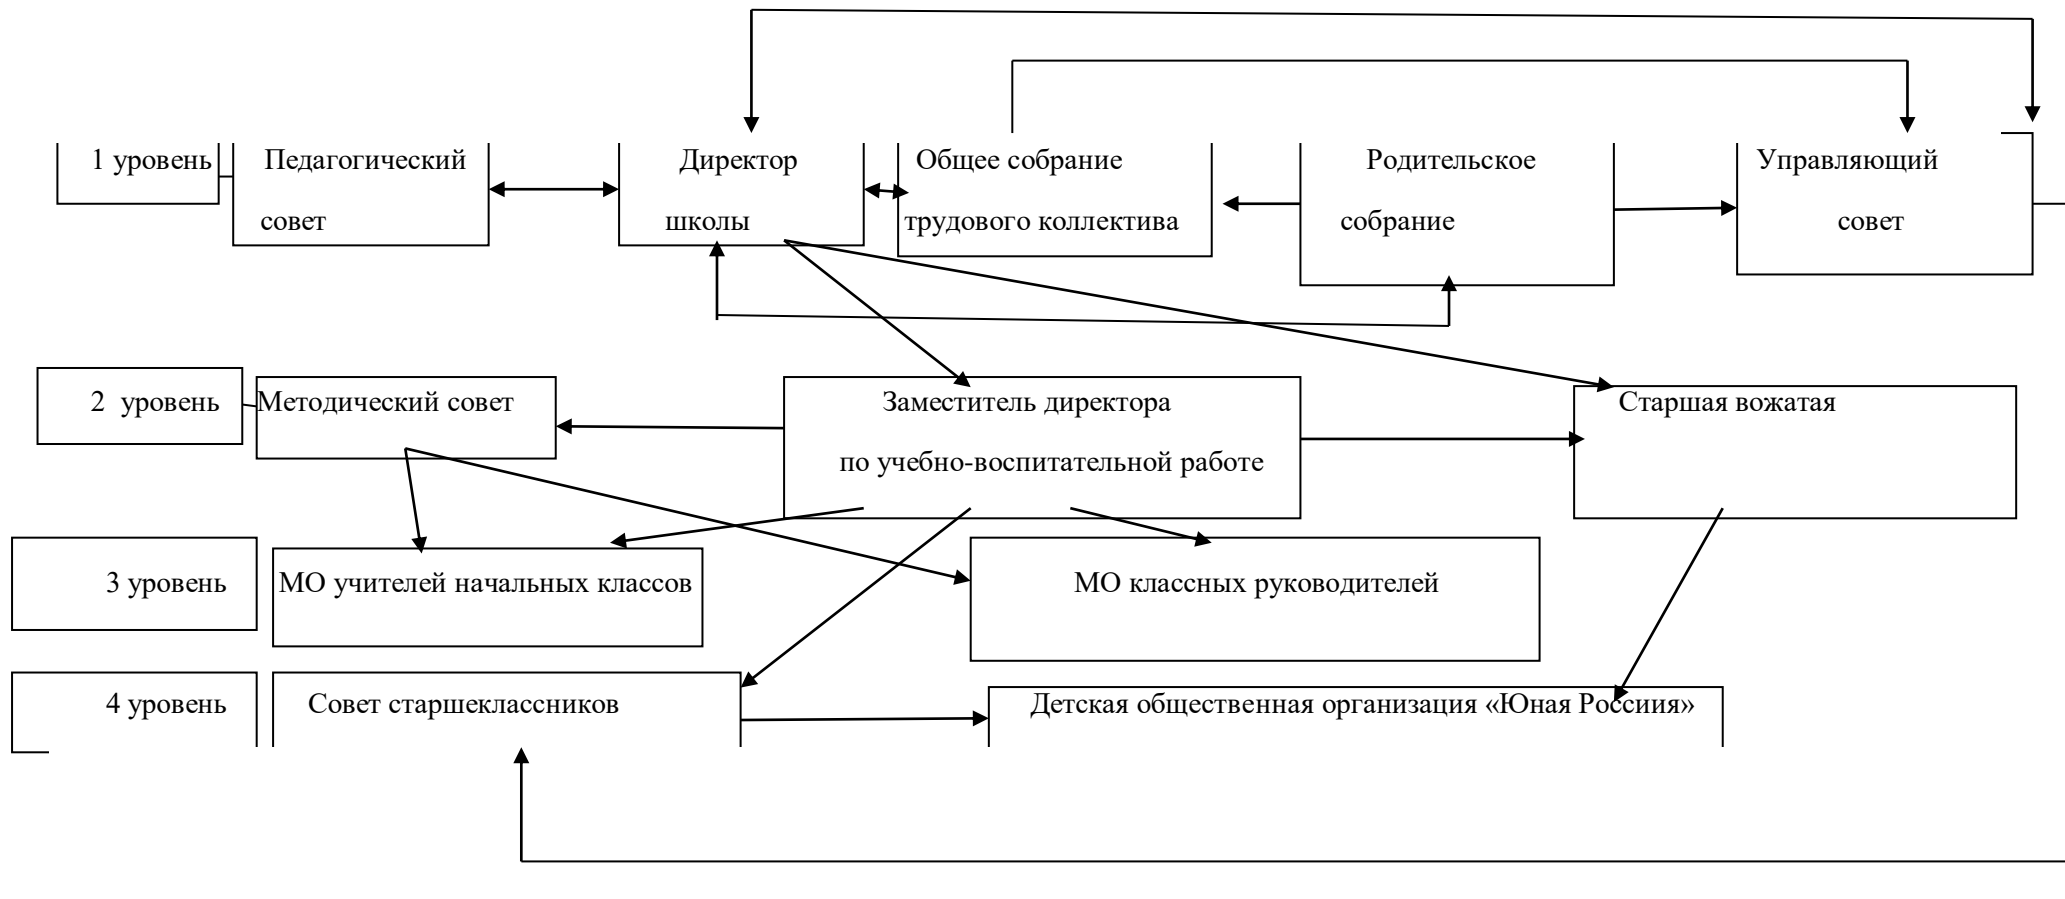 1 уровень
Педагогический
совет
Директор
школы
Общее собрание
трудового коллектива
Родительское
собрание
Управляющий
совет
2 уровень
Методический совет
Заместитель директора
по учебно-воспитательной работе
Старшая вожатая
3 уровень
МО учителей начальных классов
МО классных руководителей
4 уровень
Совет старшеклассников
Детская общественная организация «Юная Россиия»